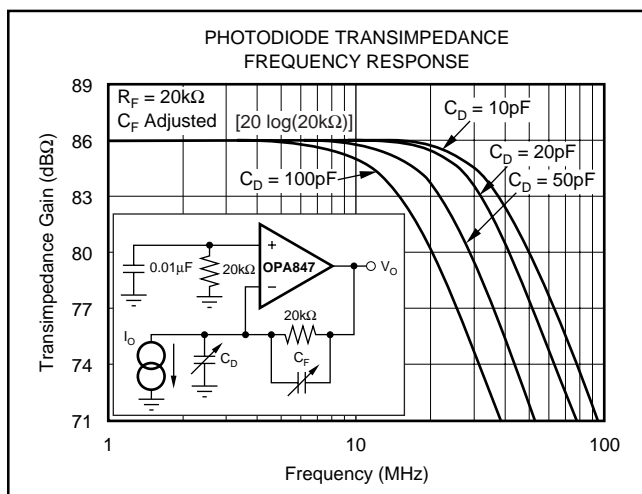 PHOTODIODE TRANSIMPEDANCE
FREQUENCY RESPONSE
Transimpedance Gain (dBΩ)
89
86
83
80
77
74
71
R_F = 20kΩ
C_F Adjusted
[20 log(20kΩ)]
C_D = 10pF
C_D = 20pF
C_D = 50pF
C_D = 100pF
0.01µF
20kΩ
+
OPA847
–
V_O
20kΩ
I_O
C_D
C_F
1
10
100
Frequency (MHz)